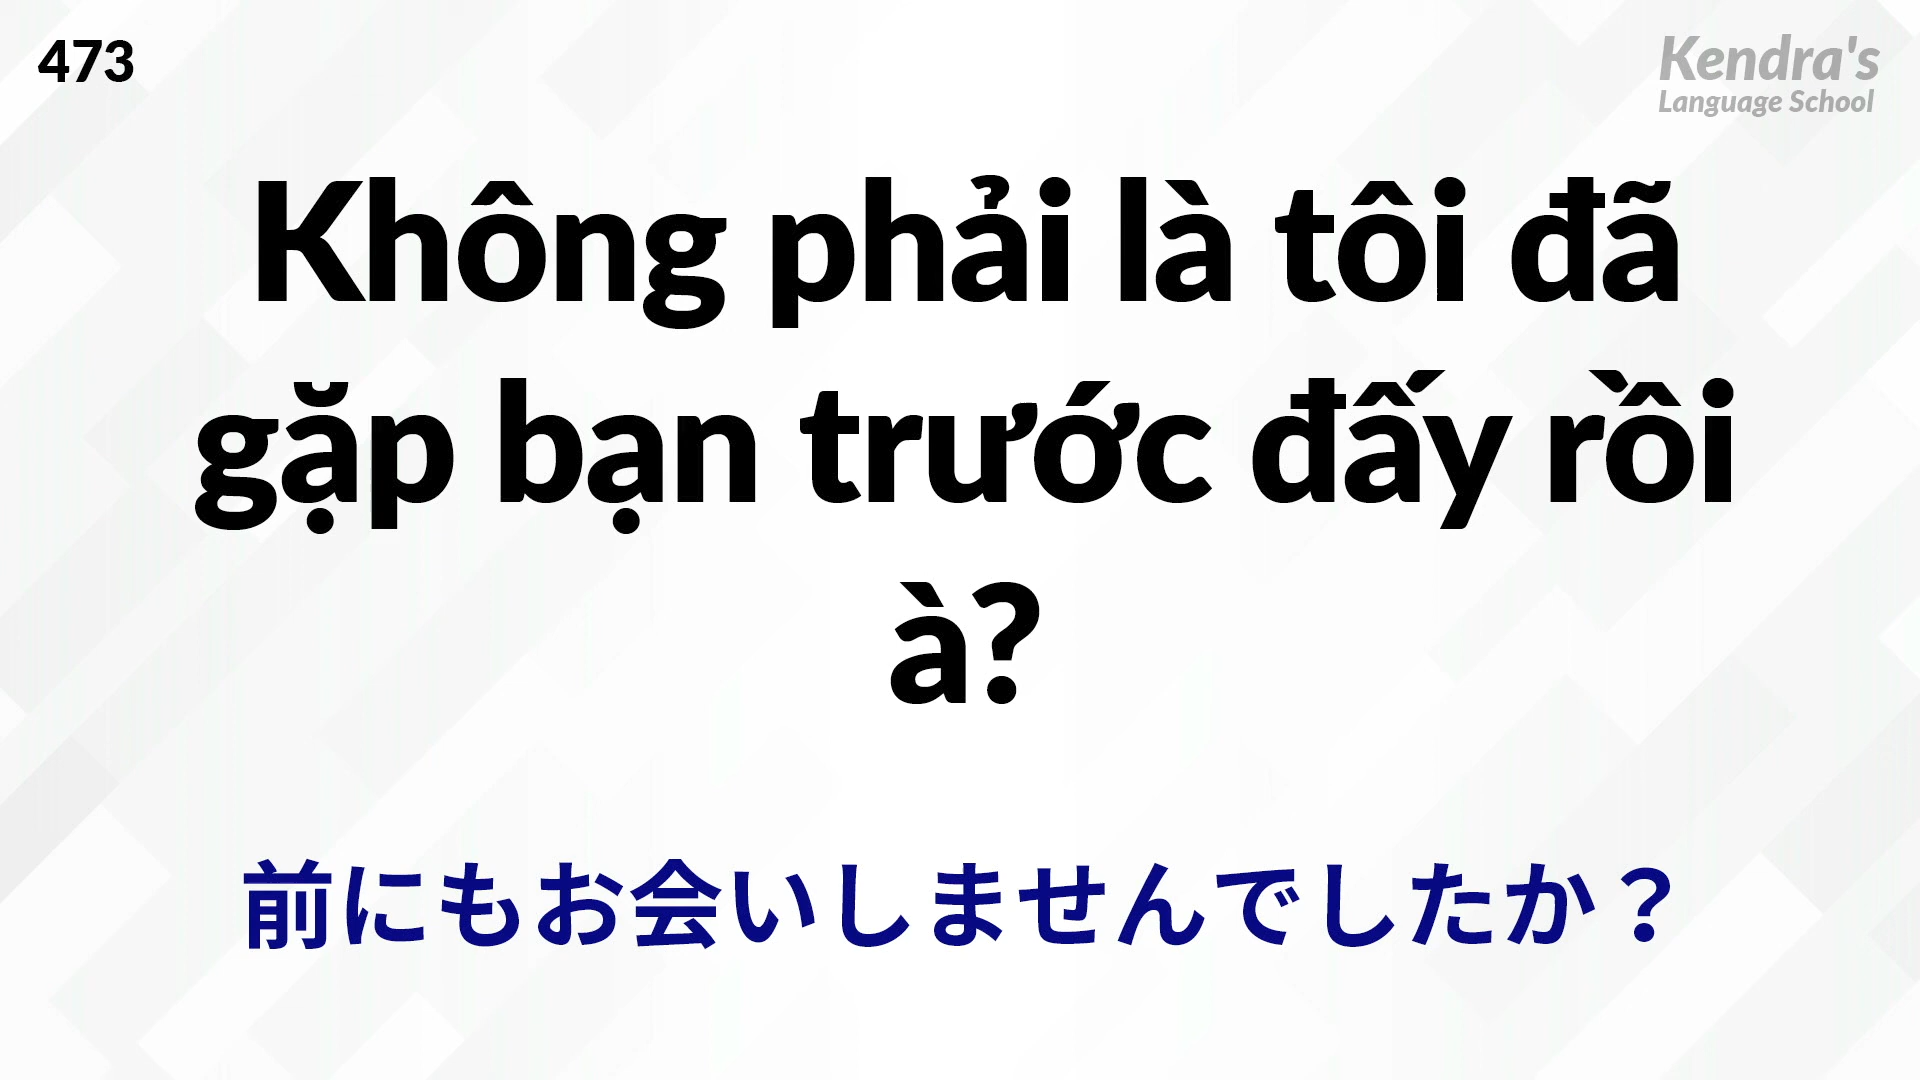 473
Kendra's
Language School
Không phải là tôi đã
gặp bạn trước đấy rồi
à?
前にもお会いしませんでしたか？